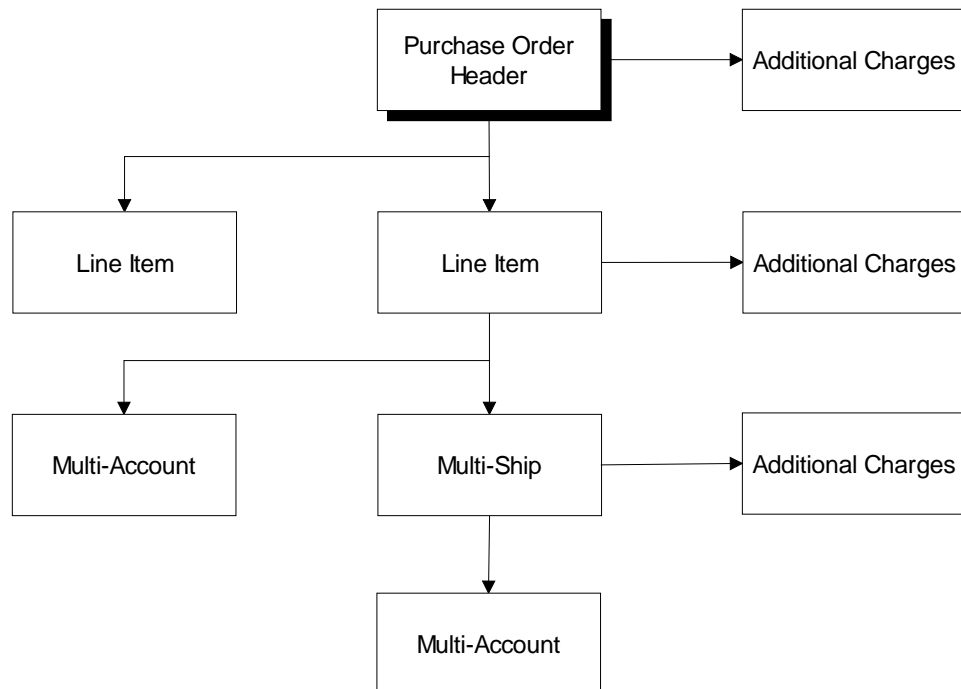 Purchase Order
Header
Additional Charges
Line Item
Line Item
Additional Charges
Multi-Account
Multi-Ship
Additional Charges
Multi-Account